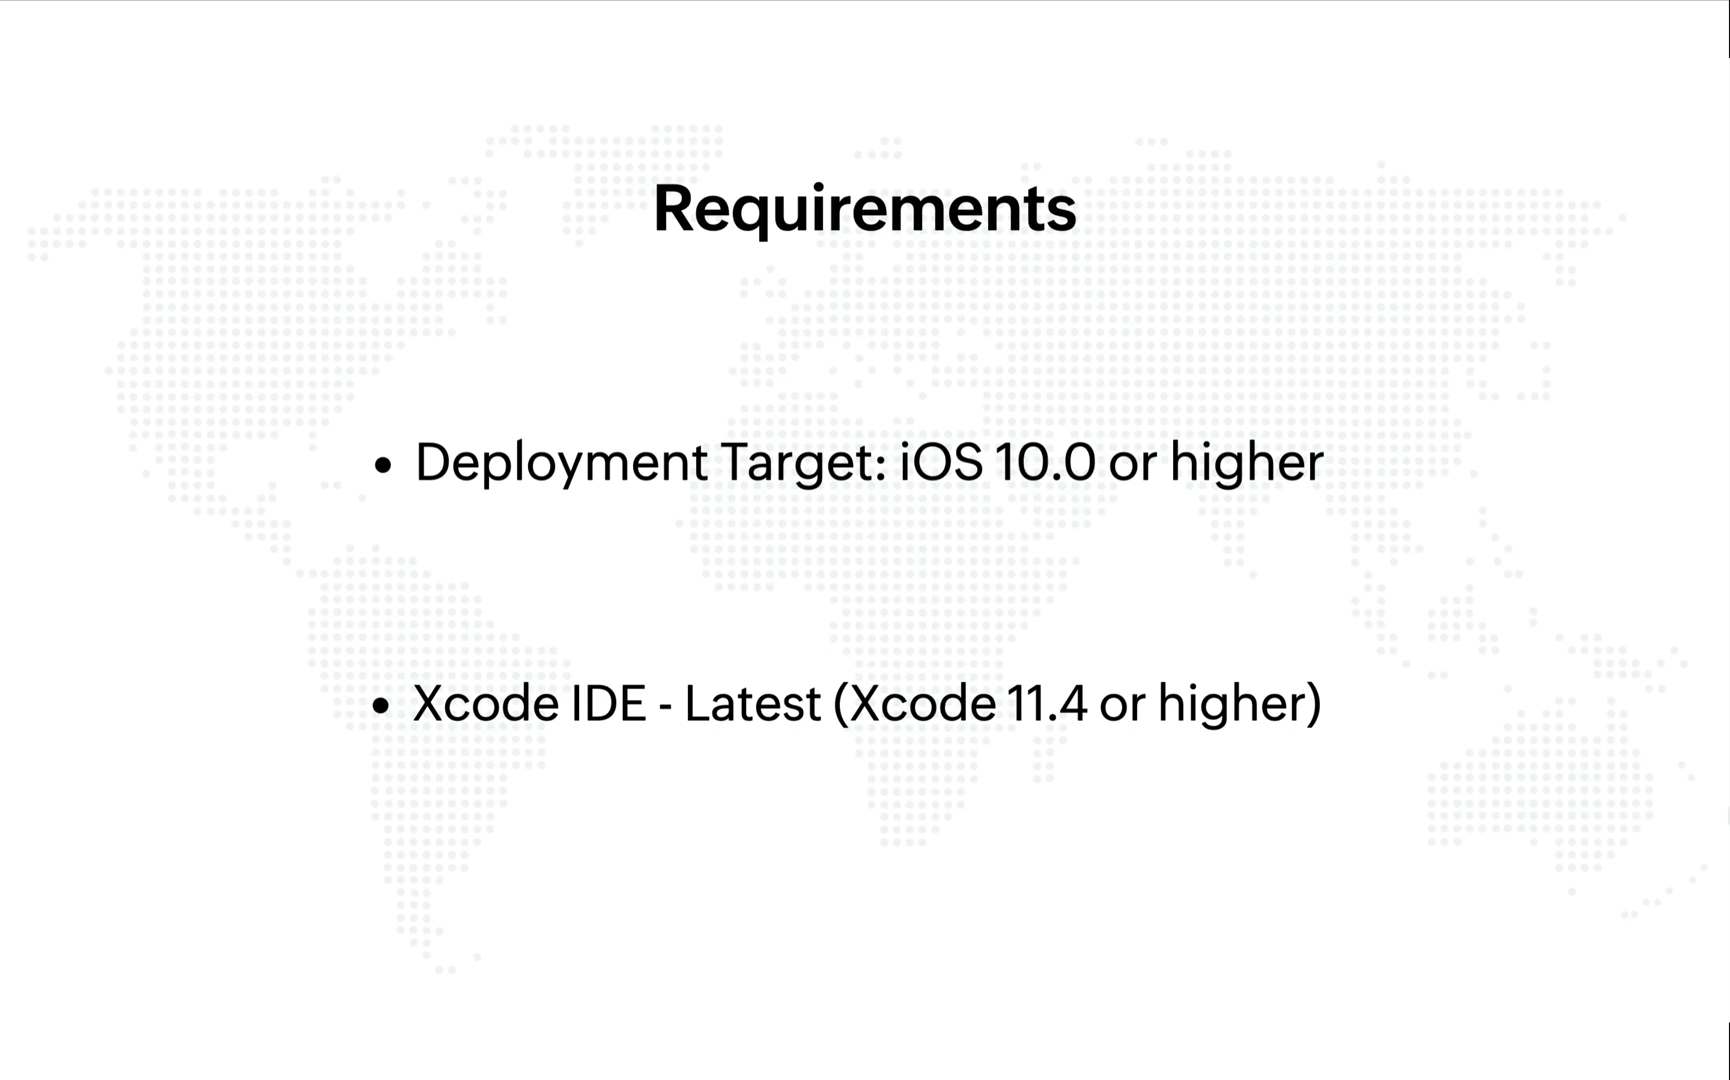 Requirements
• Deployment Target: iOS 10.0 or higher
• Xcode IDE - Latest (Xcode 11.4 or higher)